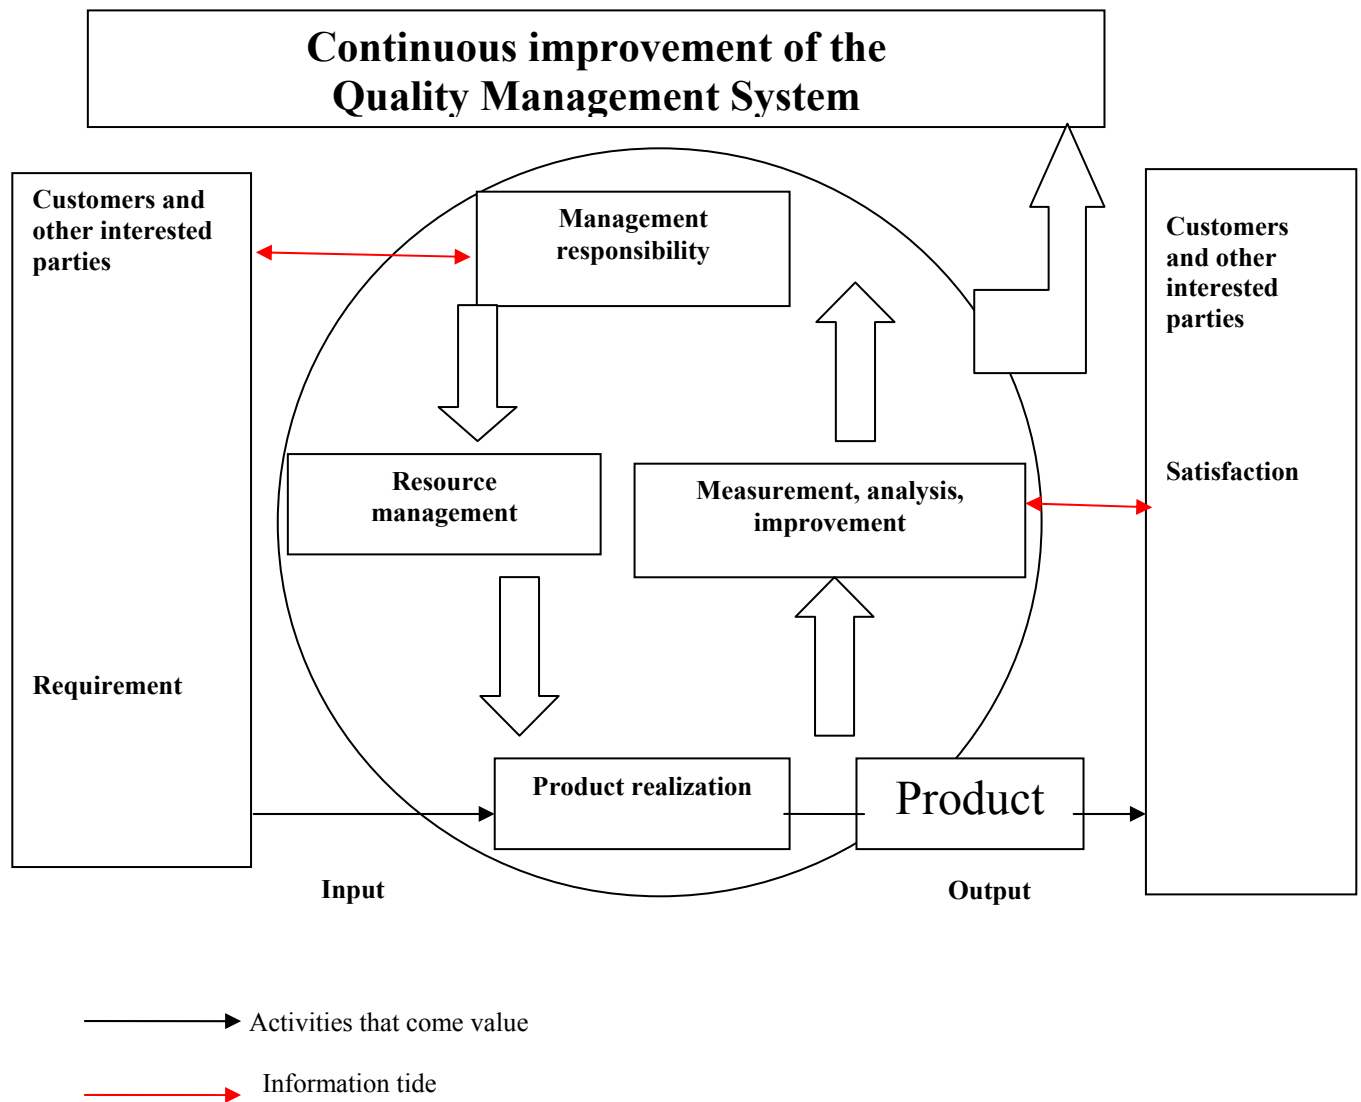 Continuous improvement of the
Quality Management System
Customers and
other interested
parties
Requirement
Management
responsibility
Resource
management
Measurement, analysis,
improvement
Product realization
Product
Customers
and other
interested
parties
Satisfaction
Input
Output
Activities that come value
Information tide